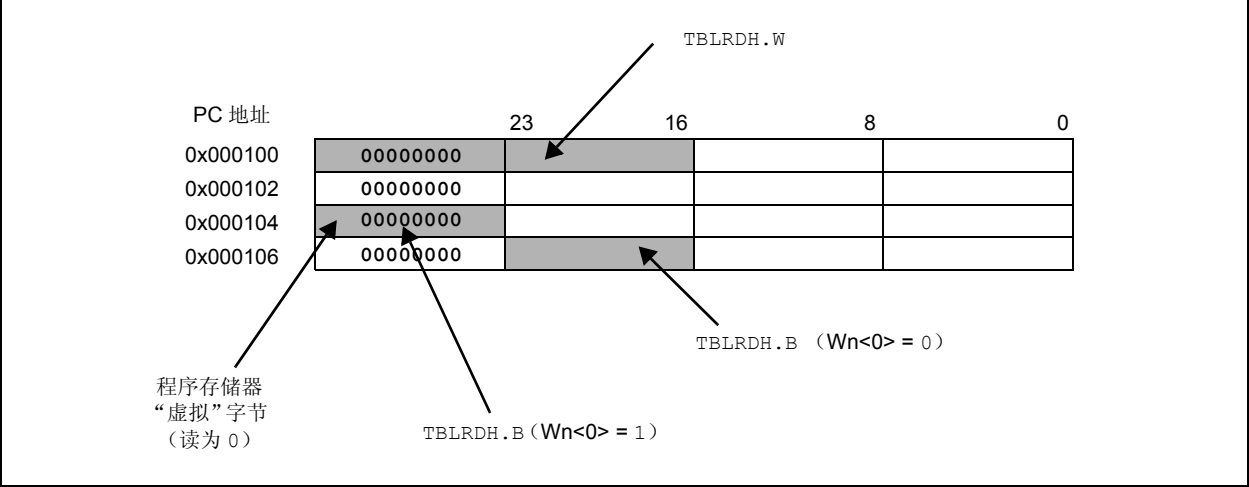 TBLRDH.W
PC 地址
23 16 8 0
0x000100 00000000
0x000102 00000000
0x000104 00000000
0x000106 00000000
TBLRDH.B （Wn<0> = 0）
程序存储器
“虚拟”字节
（读为 0）
TBLRDH.B（Wn<0> = 1）